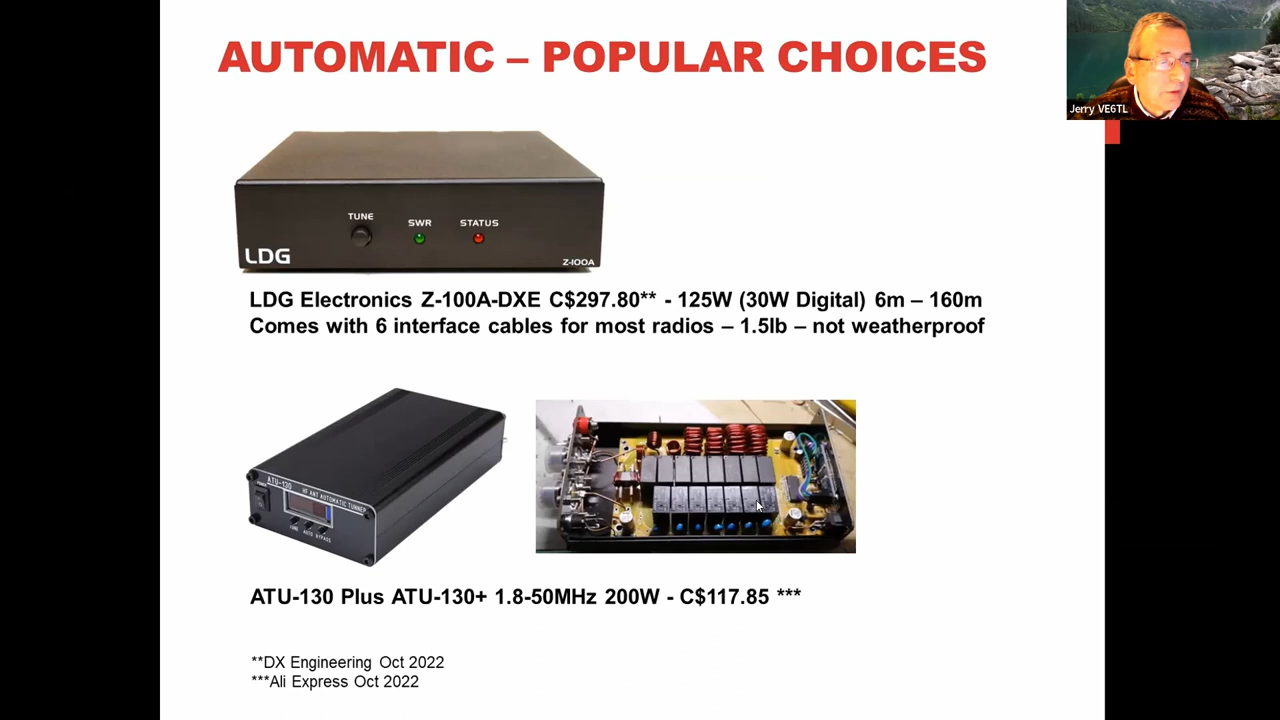 AUTOMATIC – POPULAR CHOICES
Jerry VE6TL
TUNE
SWR
STATUS
LDG
Z-100A
LDG Electronics Z-100A-DXE C$297.80** - 125W (30W Digital) 6m – 160m
Comes with 6 interface cables for most radios – 1.5lb – not weatherproof
ATU-130
HF ANT AUTOMATIC TUNNER
POWER
TUNE
AUTO
BYPASS
ATU-130 Plus ATU-130+ 1.8-50MHz 200W - C$117.85 ***
**DX Engineering Oct 2022
***Ali Express Oct 2022